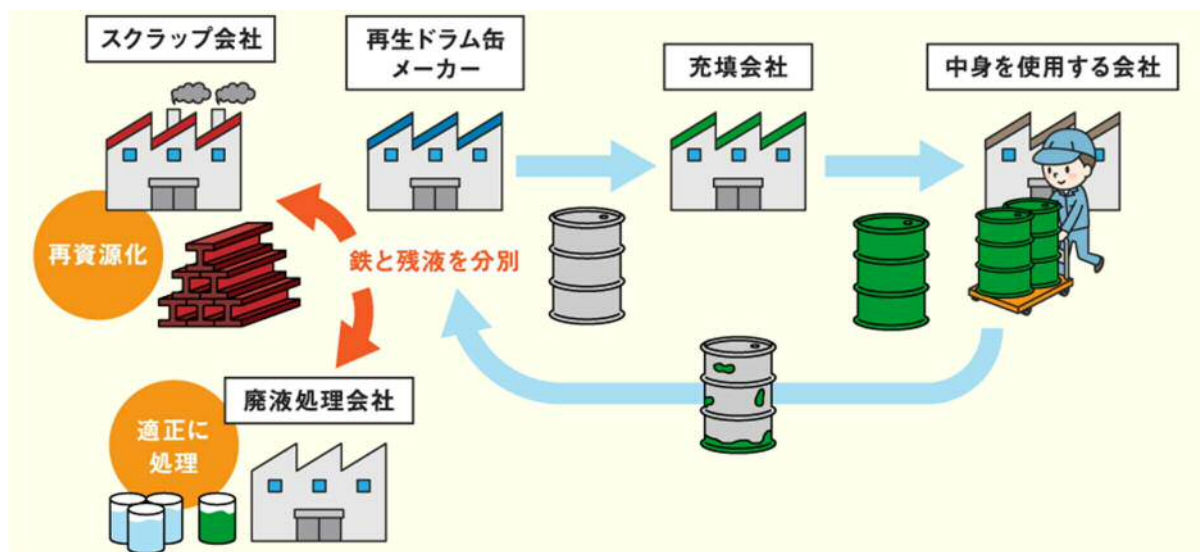 スクラップ会社
再生ドラム缶
メーカー
充填会社
中身を使用する会社
再資源化
鉄と残液を分別
廃液処理会社
適正に
処理